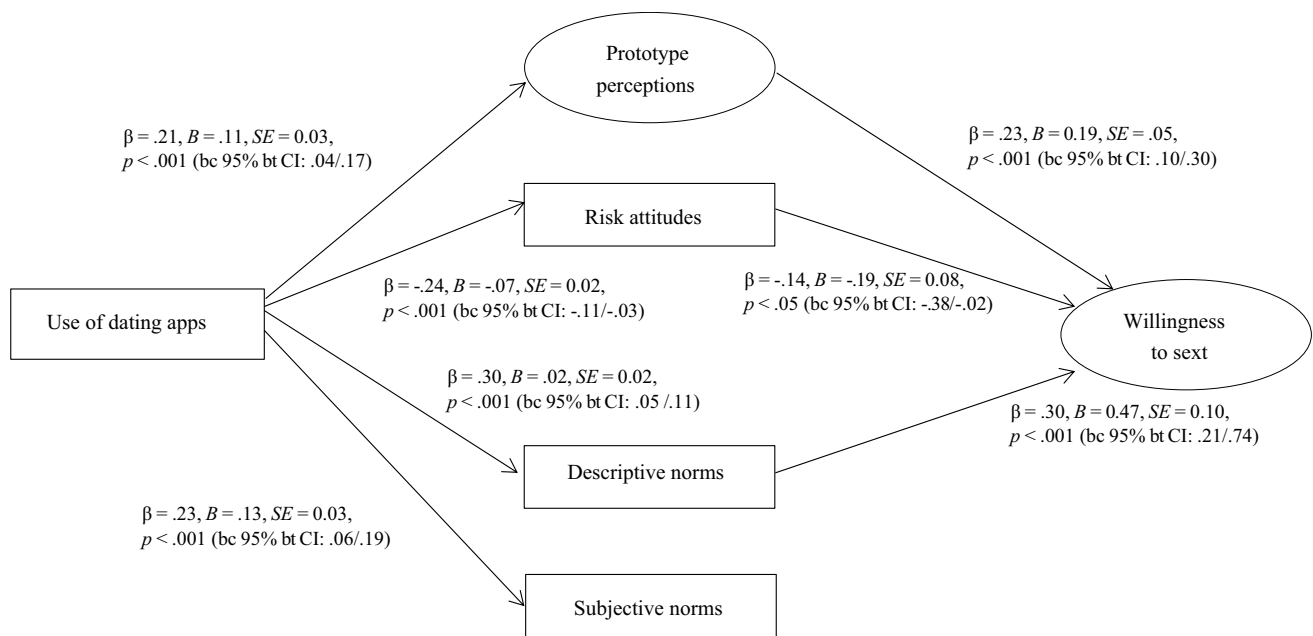 Prototype
perceptions
β = .21, B = .11, SE = 0.03,
p < .001 (bc 95% bt CI: .04/.17)
β = .23, B = 0.19, SE = .05,
p < .001 (bc 95% bt CI: .10/.30)
Risk attitudes
β = -.24, B = -.07, SE = 0.02,
p < .001 (bc 95% bt CI: -.11/-.03)
β = -.14, B = -.19, SE = 0.08,
p < .05 (bc 95% bt CI: -.38/-.02)
Use of dating apps
Willingness
to sext
β = .30, B = .02, SE = 0.02,
p < .001 (bc 95% bt CI: .05 /.11)
β = .30, B = 0.47, SE = 0.10,
p < .001 (bc 95% bt CI: .21/.74)
Descriptive norms
β = .23, B = .13, SE = 0.03,
p < .001 (bc 95% bt CI: .06/.19)
Subjective norms